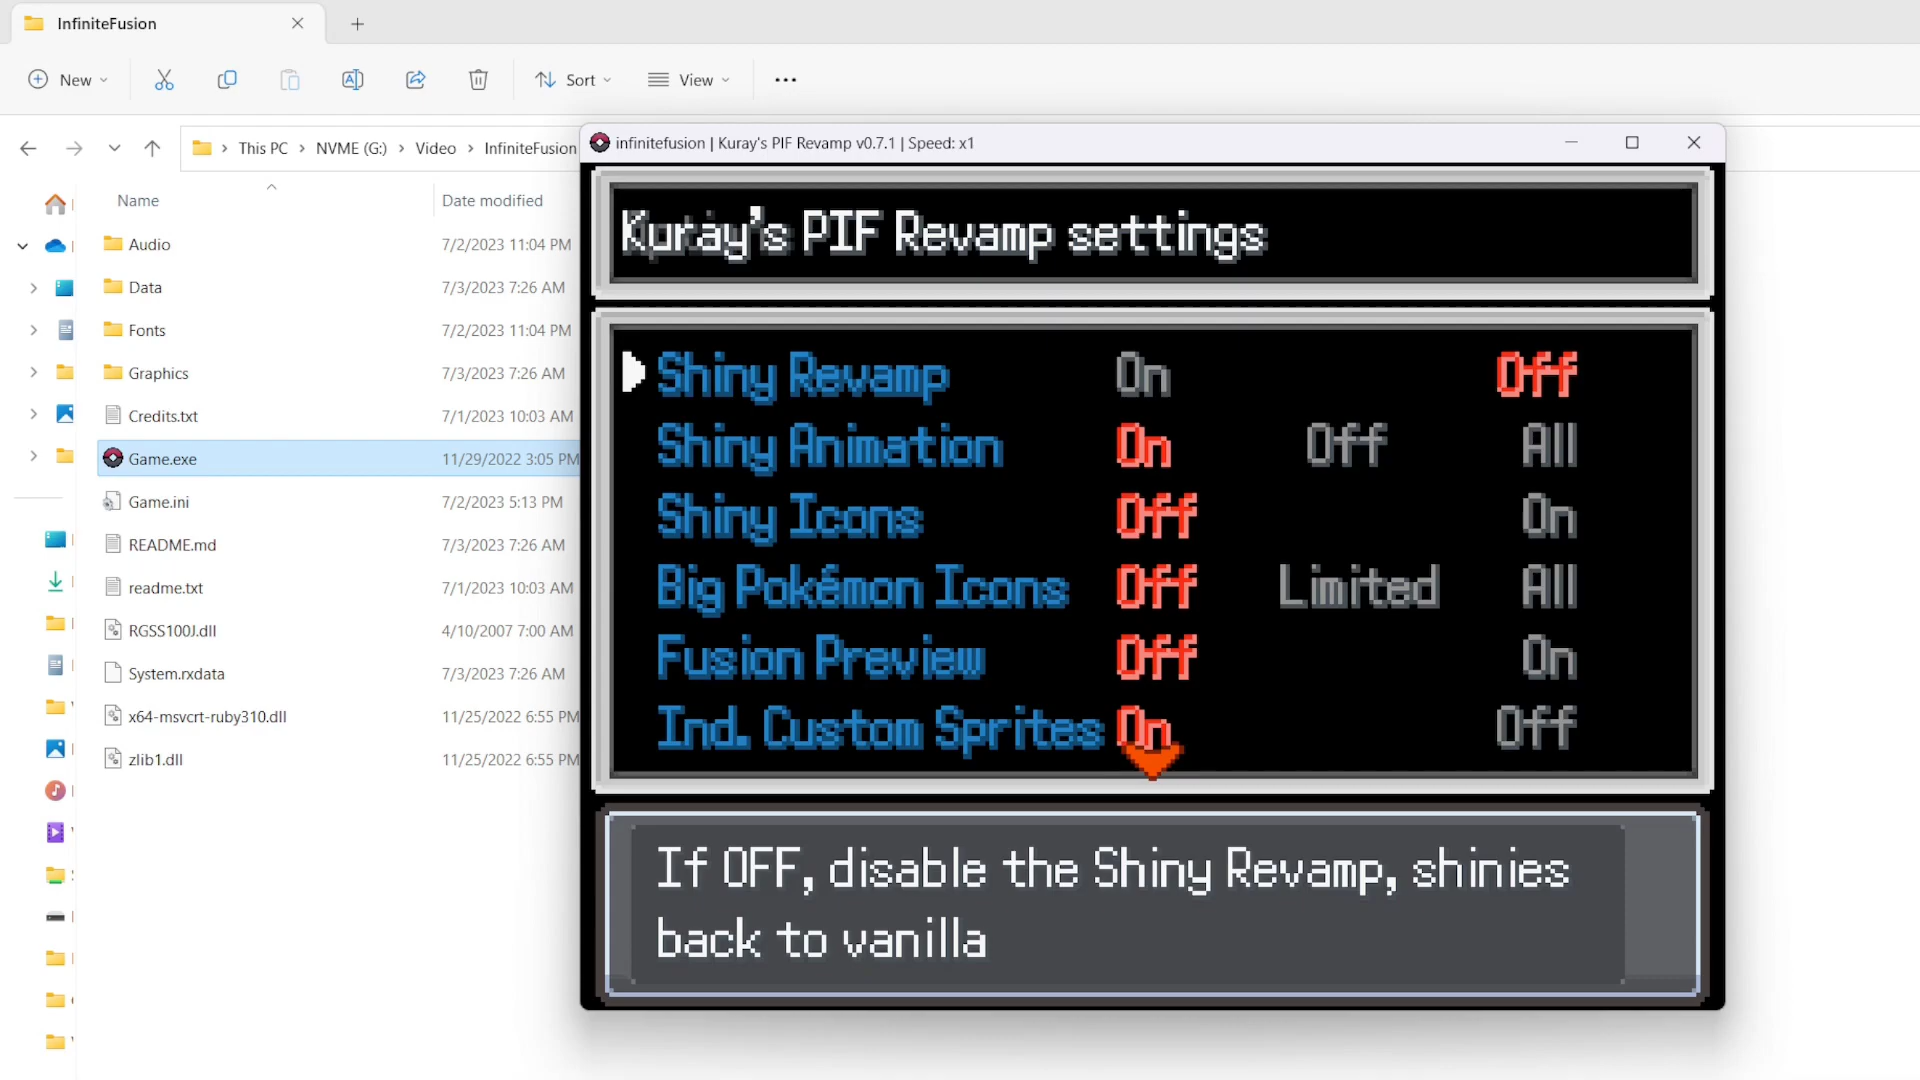 InfiniteFusion
New
Sort
View
This PC > NVME (G:) > Video > InfiniteFusion
Name
Date modified
Audio 7/2/2023 11:04 PM
Data 7/3/2023 7:26 AM
Fonts 7/2/2023 11:04 PM
Graphics 7/3/2023 7:26 AM
Credits.txt 7/1/2023 10:03 AM
Game.exe 11/29/2022 3:05 PM
Game.ini 7/2/2023 5:13 PM
README.md 7/3/2023 7:26 AM
readme.txt 7/1/2023 10:03 AM
RGSS100J.dll 4/10/2007 7:00 AM
System.rxdata 7/3/2023 7:26 AM
x64-msvcrt-ruby310.dll 11/25/2022 6:55 PM
zlib1.dll 11/25/2022 6:55 PM
infinitefusion | Kuray's PIF Revamp v0.7.1 | Speed: x1
Kuray's PIF Revamp settings
Shiny Revamp On Off
Shiny Animation On Off All
Shiny Icons Off On
Big Pokémon Icons Off Limited All
Fusion Preview Off On
Ind. Custom Sprites On Off
If OFF, disable the Shiny Revamp, shinies
back to vanilla